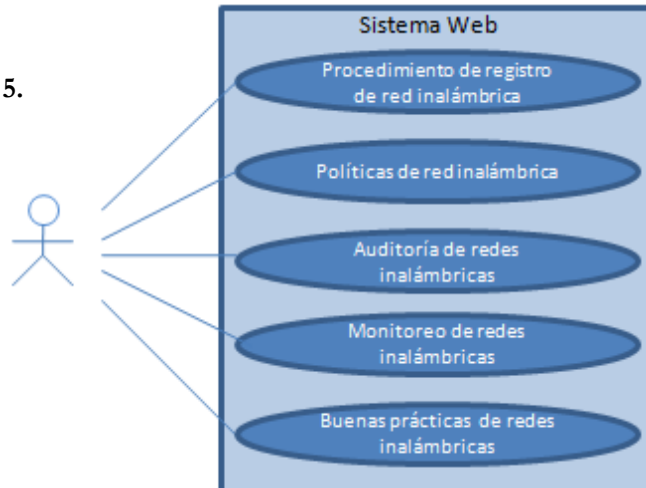 Sistema Web
5.
Procedimiento de registro
de red inalámbrica
Políticas de red inalámbrica
Auditoría de redes
inalámbricas
Monitoreo de redes
inalámbricas
Buenas prácticas de redes
inalámbricas